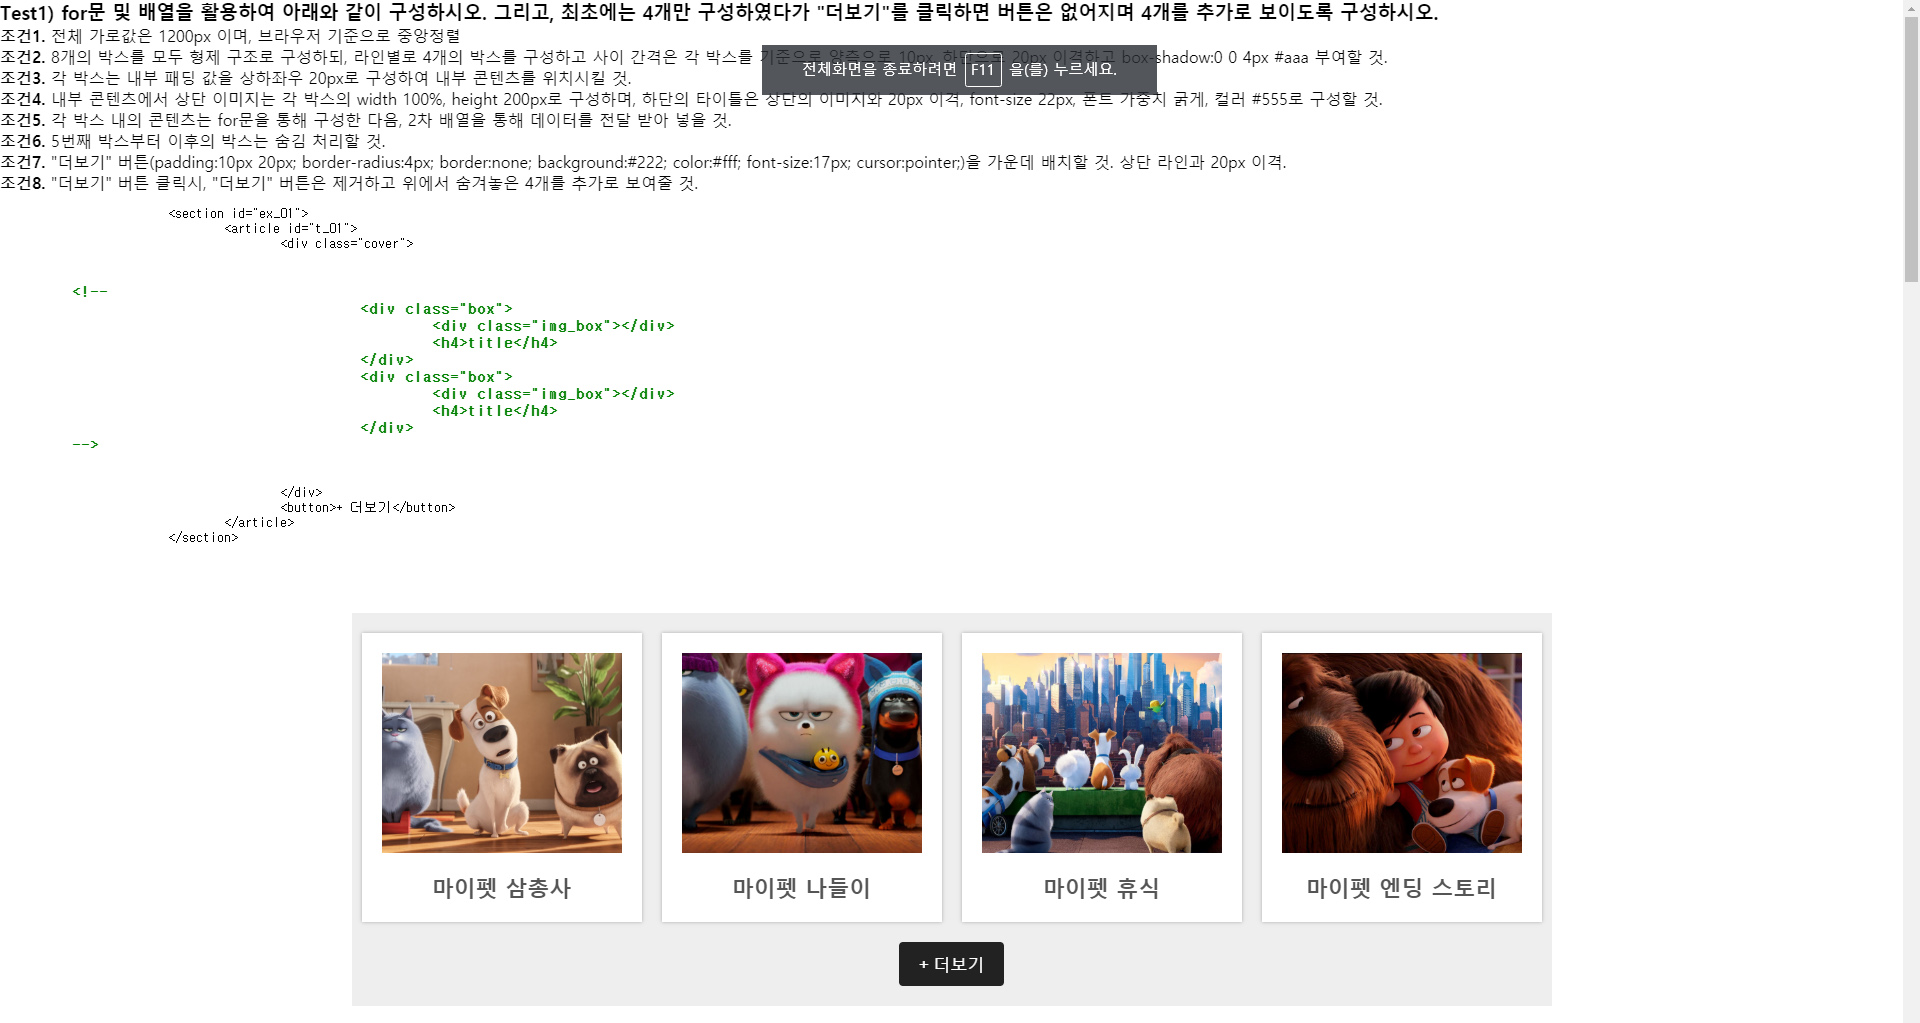 Test1) for문 및 배열을 활용하여 아래와 같이 구성하시오. 그리고, 최초에는 4개만 구성하였다가 "더보기"를 클릭하면 버튼은 없어지며 4개를 추가로 보이도록 구성하시오.
조건1. 전체 가로값은 1200px 이며, 브라우저 기준으로 중앙정렬
조건2. 8개의 박스를 모두 형제 구조로 구성하되, 라인별로 4개의 박스를 구성하고 사이 간격은 각 박스를 기준으로 양측으로 10px, 하단으로 20px 이격하고 box-shadow:0 0 4px #aaa 부여할 것.
전체화면을 종료하려면 F11 을(를) 누르세요.
조건3. 각 박스는 내부 패딩 값을 상하좌우 20px로 구성하여 내부 콘텐츠를 위치시킬 것.
조건4. 내부 콘텐츠에서 상단 이미지는 각 박스의 width 100%, height 200px로 구성하며, 하단의 타이틀은 상단의 이미지와 20px 이격, font-size 22px, 폰트 가중치 굵게, 컬러 #555로 구성할 것.
조건5. 각 박스 내의 콘텐츠는 for문을 통해 구성한 다음, 2차 배열을 통해 데이터를 전달 받아 넣을 것.
조건6. 5번째 박스부터 이후의 박스는 숨김 처리할 것.
조건7. "더보기" 버튼(padding:10px 20px; border-radius:4px; border:none; background:#222; color:#fff; font-size:17px; cursor:pointer;)을 가운데 배치할 것. 상단 라인과 20px 이격.
조건8. "더보기" 버튼 클릭시, "더보기" 버튼은 제거하고 위에서 숨겨놓은 4개를 추가로 보여줄 것.
<section id="ex_01">
<article id="t_01">
<div class="cover">
<!--
<div class="box">
<div class="img_box"></div>
<h4>title</h4>
</div>
<div class="box">
<div class="img_box"></div>
<h4>title</h4>
</div>
-->
</div>
<button>+ 더보기</button>
</article>
</section>
마이펫 삼총사
마이펫 나들이
마이펫 휴식
마이펫 엔딩 스토리
+ 더보기